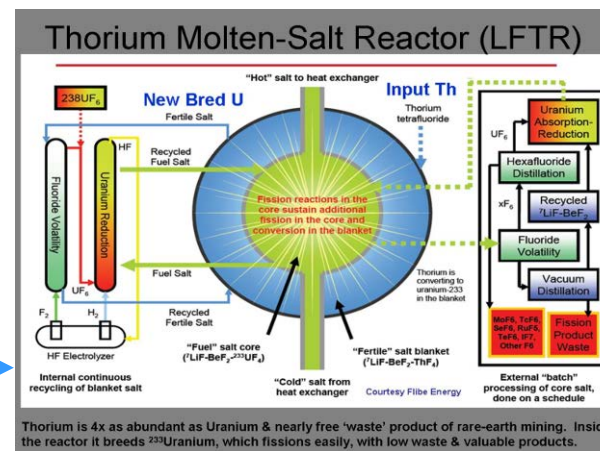 Thorium Molten-Salt Reactor (LFTR)
"Hot" salt to heat exchanger
238UF₆
New Bred U
Input Th
Fertile Salt
Thorium
tetrafluoride
HF
Recycled
Fuel Salt
Fluoride Volatility
Uranium Reduction
Fission reactions in the
core sustain additional
fission in the core and
conversion in the blanket
Fuel Salt
UF₆
Thorium is
converting to
uranium-233
in the blanket
Recycled
Fertile Salt
F₂
H₂
HF Electrolyzer
"Fuel" salt core
(⁷LiF-BeF₂-²³³UF₄)
"Fertile" salt blanket
(⁷LiF-BeF₂-ThF₄)
Internal continuous
recycling of blanket salt
"Cold" salt from
heat exchanger
Courtesy Flibe Energy
Uranium
Absorption-
Reduction
UF₆
Hexafluoride
Distillation
xF₆
Recycled
⁷LiF-BeF₂
Fluoride
Volatility
Vacuum
Distillation
MoF6, TcF6,
SeF6, RuF5,
TeF6, IF7,
Other F6
Fission
Product
Waste
External "batch"
processing of core salt,
done on a schedule
Thorium is 4x as abundant as Uranium & nearly free 'waste' product of rare-earth mining. Insid
the reactor it breeds ²³³Uranium, which fissions easily, with low waste & valuable products.